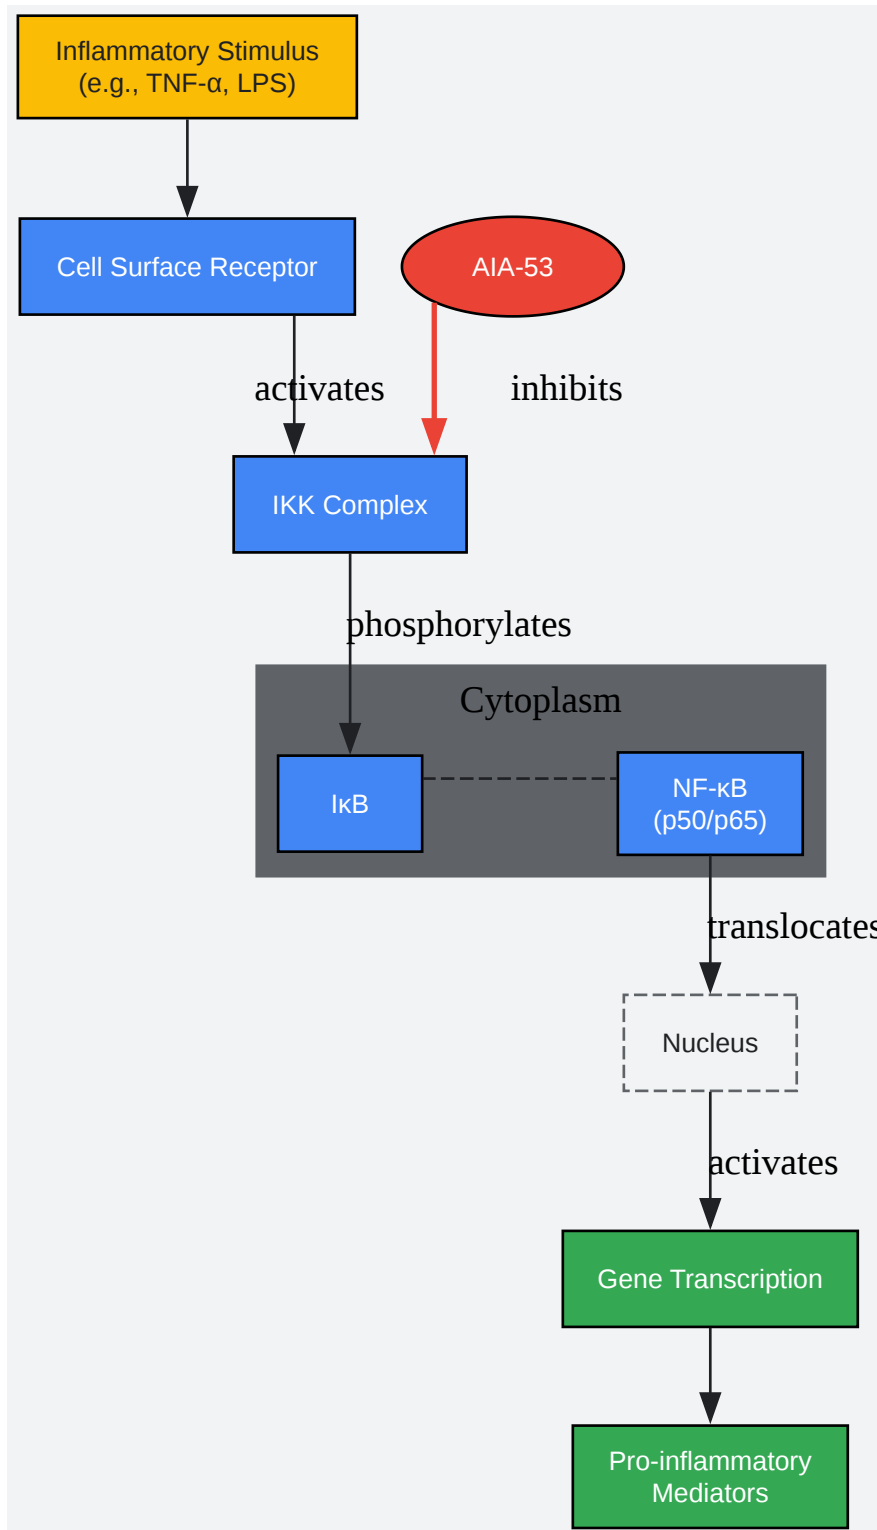 Inflammatory Stimulus
(e.g., TNF-α, LPS)
Cell Surface Receptor
AIA-53
activates
inhibits
IKK Complex
phosphorylates
Cytoplasm
IκB
NF-κB
(p50/p65)
translocates
Nucleus
activates
Gene Transcription
Pro-inflammatory
Mediators